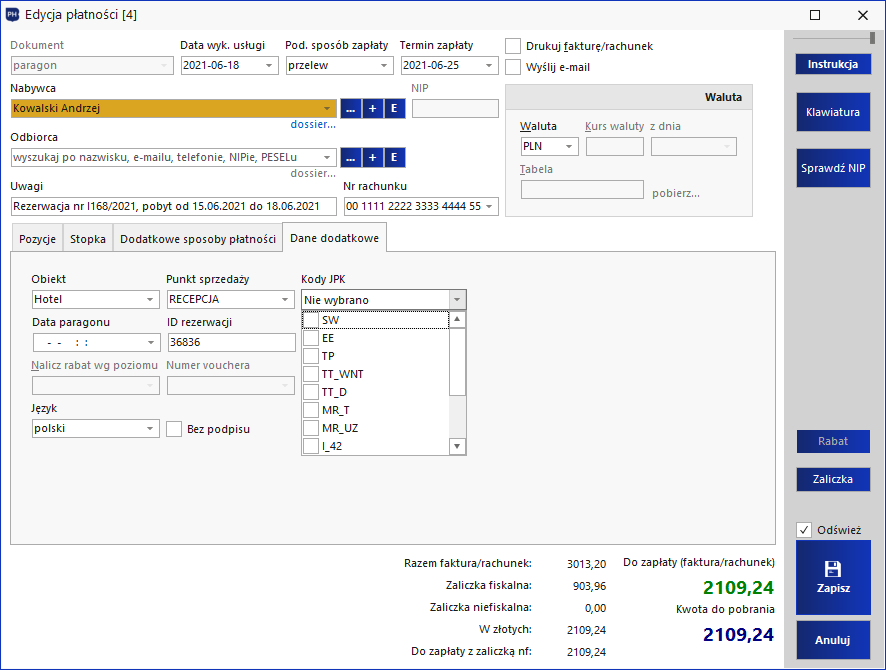 PH
Edycja płatności [4]
Dokument
Data wyk. usługi
Pod. sposób zapłaty
Termin zapłaty
Drukuj fakturę/rachunek
paragon
2021-06-18
przelew
2021-06-25
Wyślij e-mail
Nabywca
NIP
Kowalski Andrzej
... + E
dossier...
Odbiorca
wyszukaj po nazwisku, e-mailu, telefonie, NIPie, PESELu
... + E
dossier...
Uwagi
Nr rachunku
Rezerwacja nr I168/2021, pobyt od 15.06.2021 do 18.06.2021
00 1111 2222 3333 4444 55
Waluta
Waluta
Kurs waluty
z dnia
PLN
Tabela
pobierz...
Pozycje
Stopka
Dodatkowe sposoby płatności
Dane dodatkowe
Obiekt
Punkt sprzedaży
Kody JPK
Hotel
RECEPCJA
Nie wybrano
Data paragonu
ID rezerwacji
- - : :
36836
Nalicz rabat wg poziomu
Numer vouchera
Język
polski
Bez podpisu
SW
EE
TP
TT_WNT
TT_D
MR_T
MR_UZ
I_42
Razem faktura/rachunek:
3013,20
Zaliczka fiskalna:
903,96
Zaliczka niefiskalna:
0,00
W złotych:
2109,24
Do zapłaty z zaliczką nf:
2109,24
Do zapłaty (faktura/rachunek)
2109,24
Kwota do pobrania
2109,24
Instrukcja
Klawiatura
Sprawdź NIP
Rabat
Zaliczka
Odśwież
Zapisz
Anuluj